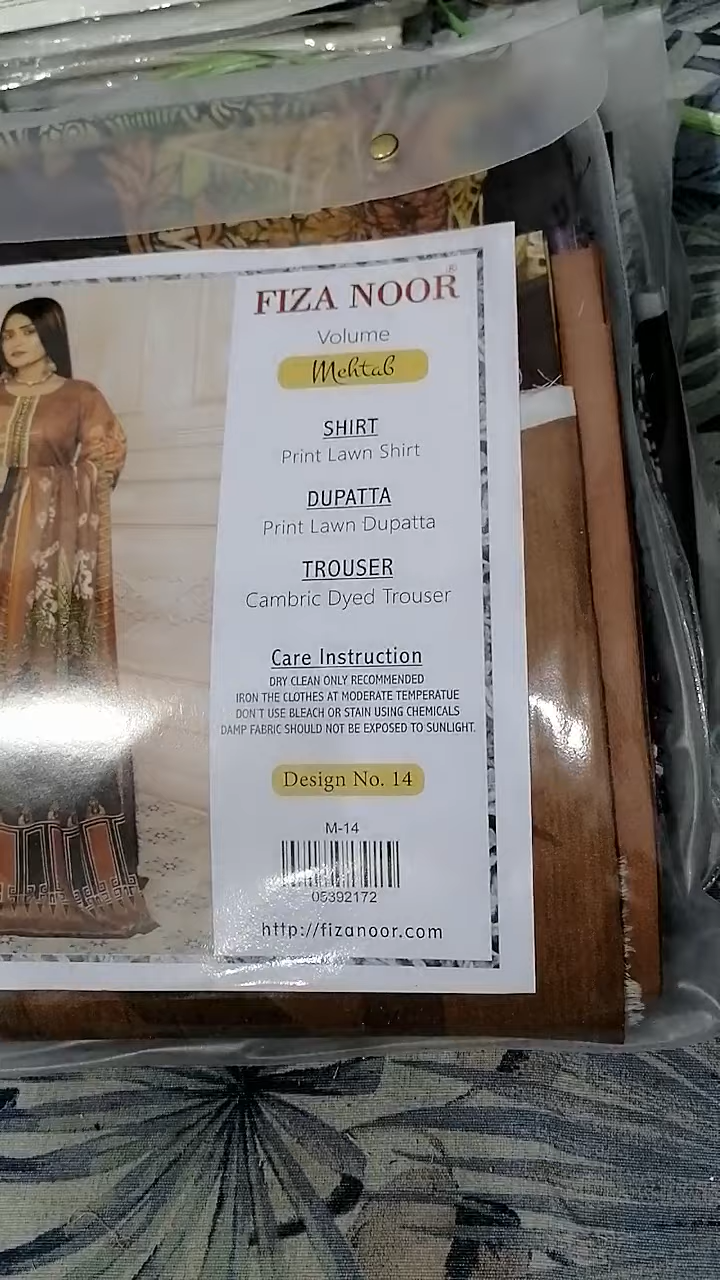 FIZA NOOR®
Volume
Mehtab
SHIRT
Print Lawn Shirt
DUPATTA
Print Lawn Dupatta
TROUSER
Cambric Dyed Trouser
Care Instruction
DRY CLEAN ONLY RECOMMENDED
IRON THE CLOTHES AT MODERATE TEMPERATUE
DON'T USE BLEACH OR STAIN USING CHEMICALS
DAMP FABRIC SHOULD NOT BE EXPOSED TO SUNLIGHT.
Design No. 14
M-14
05392172
http://fizanoor.com